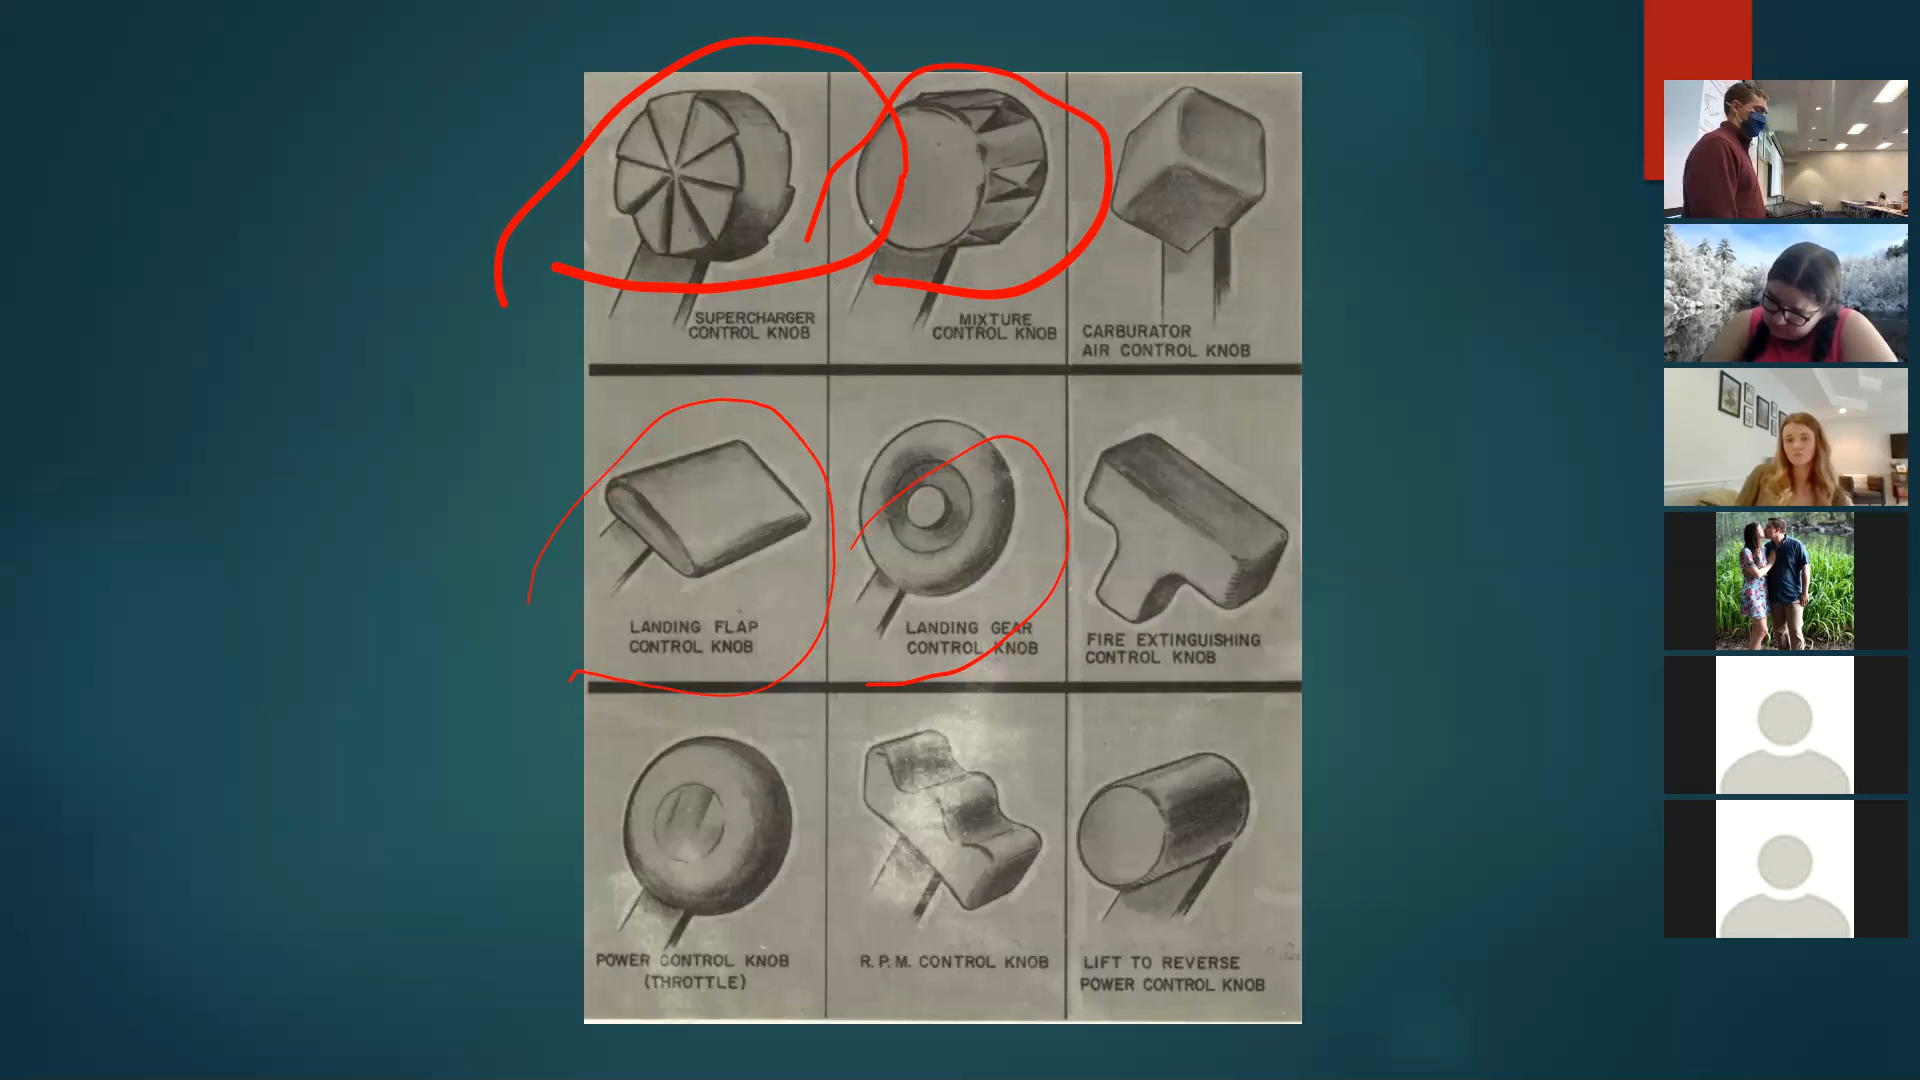 SUPERCHARGER
CONTROL KNOB
MIXTURE
CONTROL KNOB
CARBURATOR
AIR CONTROL KNOB
LANDING FLAP
CONTROL KNOB
LANDING GEAR
CONTROL KNOB
FIRE EXTINGUISHING
CONTROL KNOB
POWER CONTROL KNOB
(THROTTLE)
R.P.M. CONTROL KNOB
LIFT TO REVERSE
POWER CONTROL KNOB